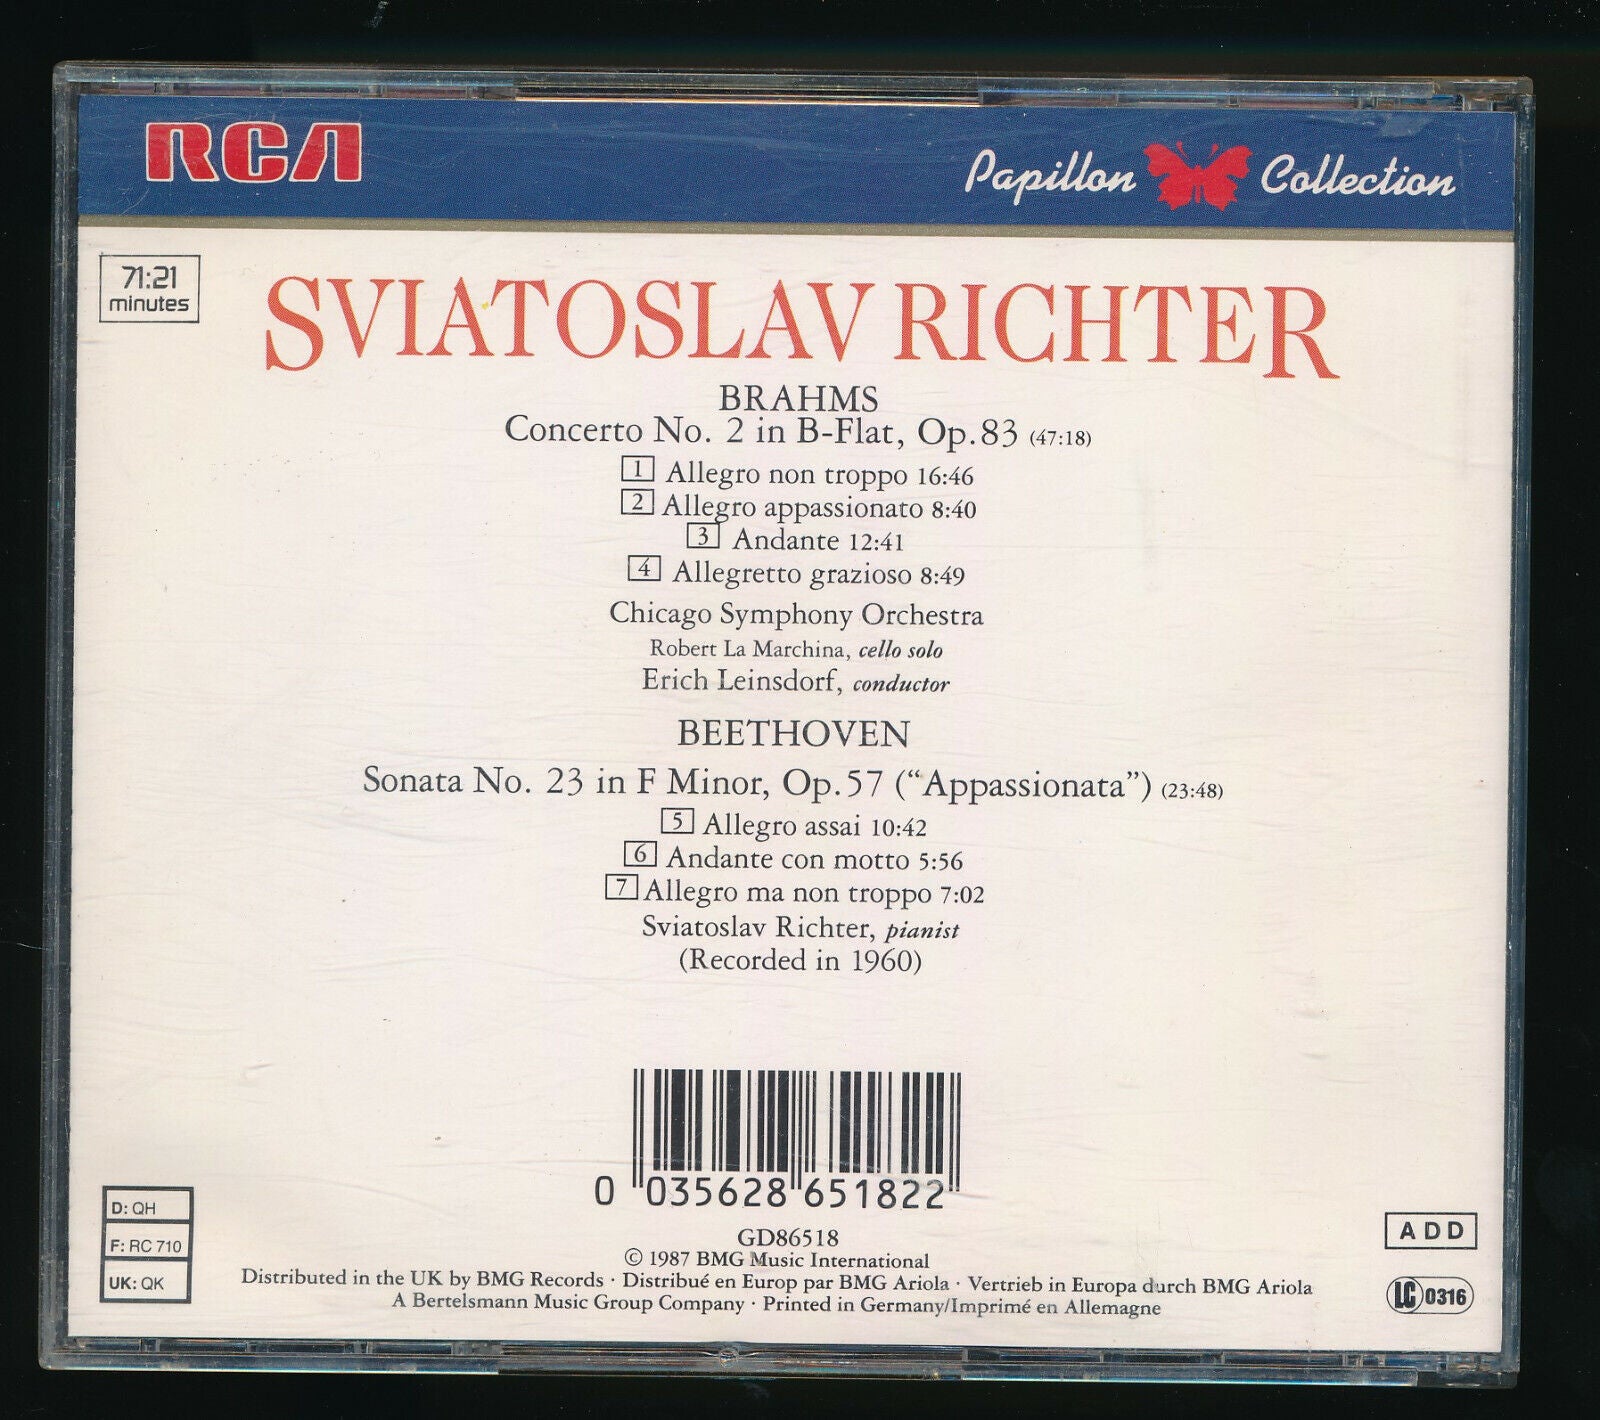 RCA
Papillon Collection
71:21
minutes
SVIATOSLAV RICHTER
BRAHMS
Concerto No. 2 in B-Flat, Op.83 (47:18)
1 Allegro non troppo 16:46
2 Allegro appassionato 8:40
3 Andante 12:41
4 Allegretto grazioso 8:49
Chicago Symphony Orchestra
Robert La Marchina, cello solo
Erich Leinsdorf, conductor
BEETHOVEN
Sonata No. 23 in F Minor, Op.57 (“Appassionata”) (23:48)
5 Allegro assai 10:42
6 Andante con motto 5:56
7 Allegro ma non troppo 7:02
Sviatoslav Richter, pianist
(Recorded in 1960)
0 035628 651822
D: QH
F: RC 710
UK: QK
GD86518
© 1987 BMG Music International
Distributed in the UK by BMG Records · Distribué en Europ par BMG Ariola · Vertrieb in Europa durch BMG Ariola
A Bertelsmann Music Group Company · Printed in Germany/Imprimé en Allemagne
ADD
LC 0316